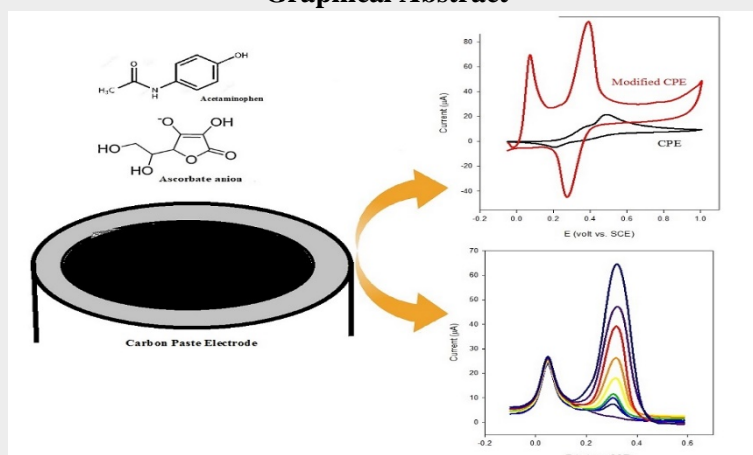 Graphical Abstract
OH
O
H₃C
N
H
Acetaminophen
⁻O
OH
HO
HO
O
O
Ascorbate anion
Carbon Paste Electrode
Current (µA)
80
60
40
20
0
-20
-40
-0.2 0.0 0.2 0.4 0.6 0.8 1.0
E (volt vs. SCE)
Modified CPE
CPE
Current (µA)
70
60
50
40
30
20
10
0
-0.2 0.0 0.2 0.4 0.6